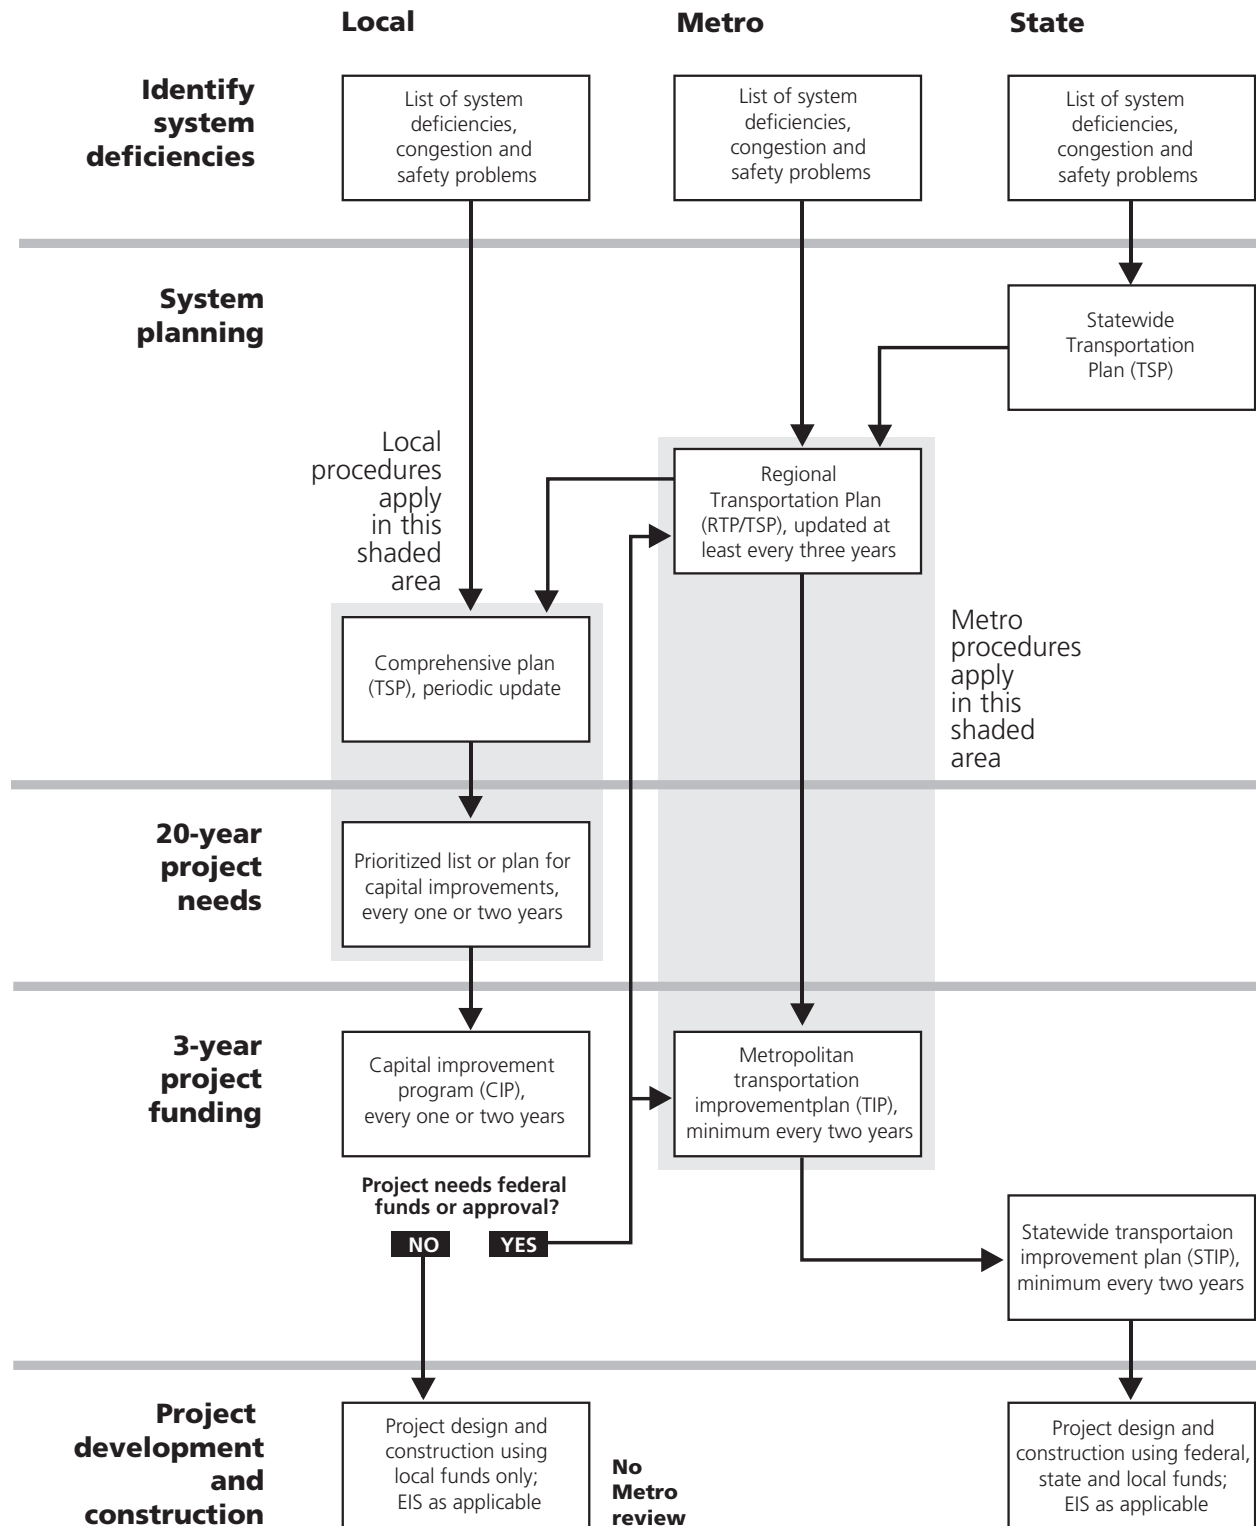 Local
Metro
State
Identify
system
deficiencies
List of system
deficiencies,
congestion and
safety problems
List of system
deficiencies,
congestion and
safety problems
List of system
deficiencies,
congestion and
safety problems
System
planning
Statewide
Transportation
Plan (TSP)
Local
procedures
apply
in this
shaded
area
Regional
Transportation Plan
(RTP/TSP), updated at
least every three years
Comprehensive plan
(TSP), periodic update
Metro
procedures
apply
in this
shaded
area
20-year
project
needs
Prioritized list or plan for
capital improvements,
every one or two years
3-year
project
funding
Capital improvement
program (CIP),
every one or two years
Metropolitan
transportation
improvementplan (TIP),
minimum every two years
Project needs federal
funds or approval?
NO
YES
Statewide transportaion
improvement plan (STIP),
minimum every two years
Project
development
and
construction
Project design and
construction using
local funds only;
EIS as applicable
No
Metro
review
Project design and
construction using federal,
state and local funds;
EIS as applicable